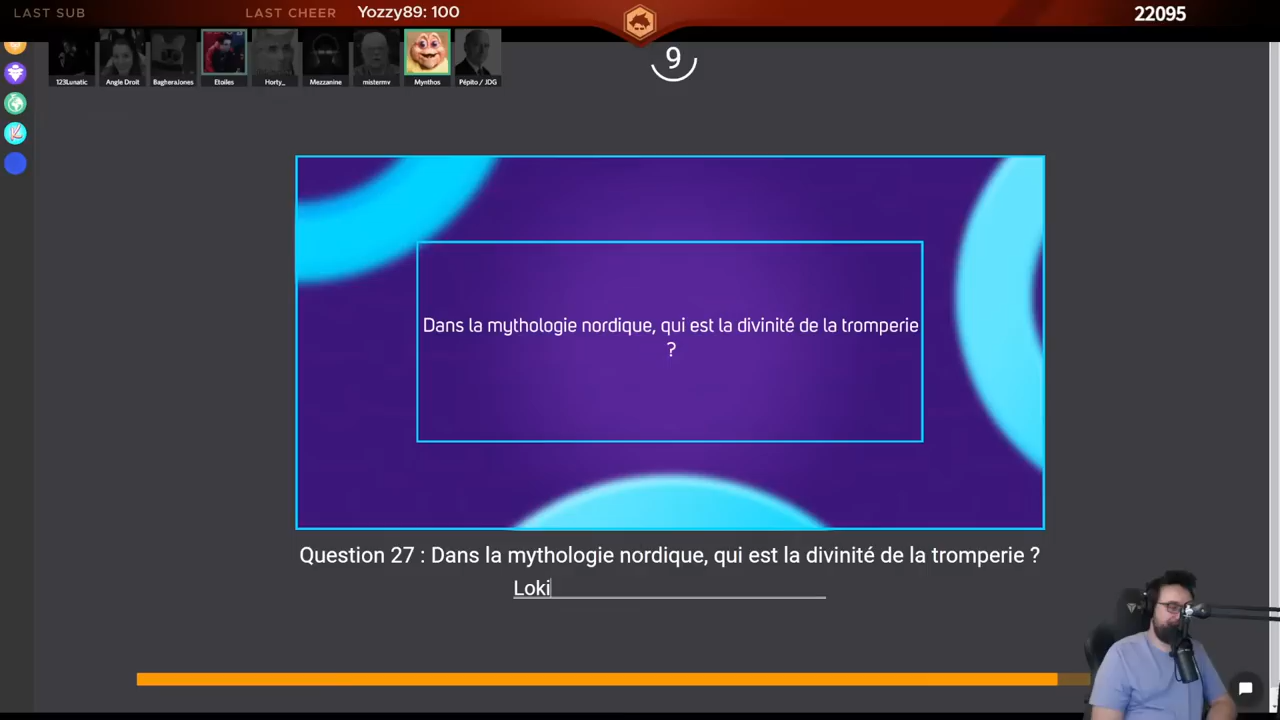 LAST SUB
LAST CHEER
Yozzy89: 100
22095
9
123Lunatic
Angle Droit
BagheraJones
Etoiles
Horty_
Mezzanine
mistermv
Mynthos
Pépito / JDG
Dans la mythologie nordique, qui est la divinité de la tromperie
?
Question 27 : Dans la mythologie nordique, qui est la divinité de la tromperie ?
Loki